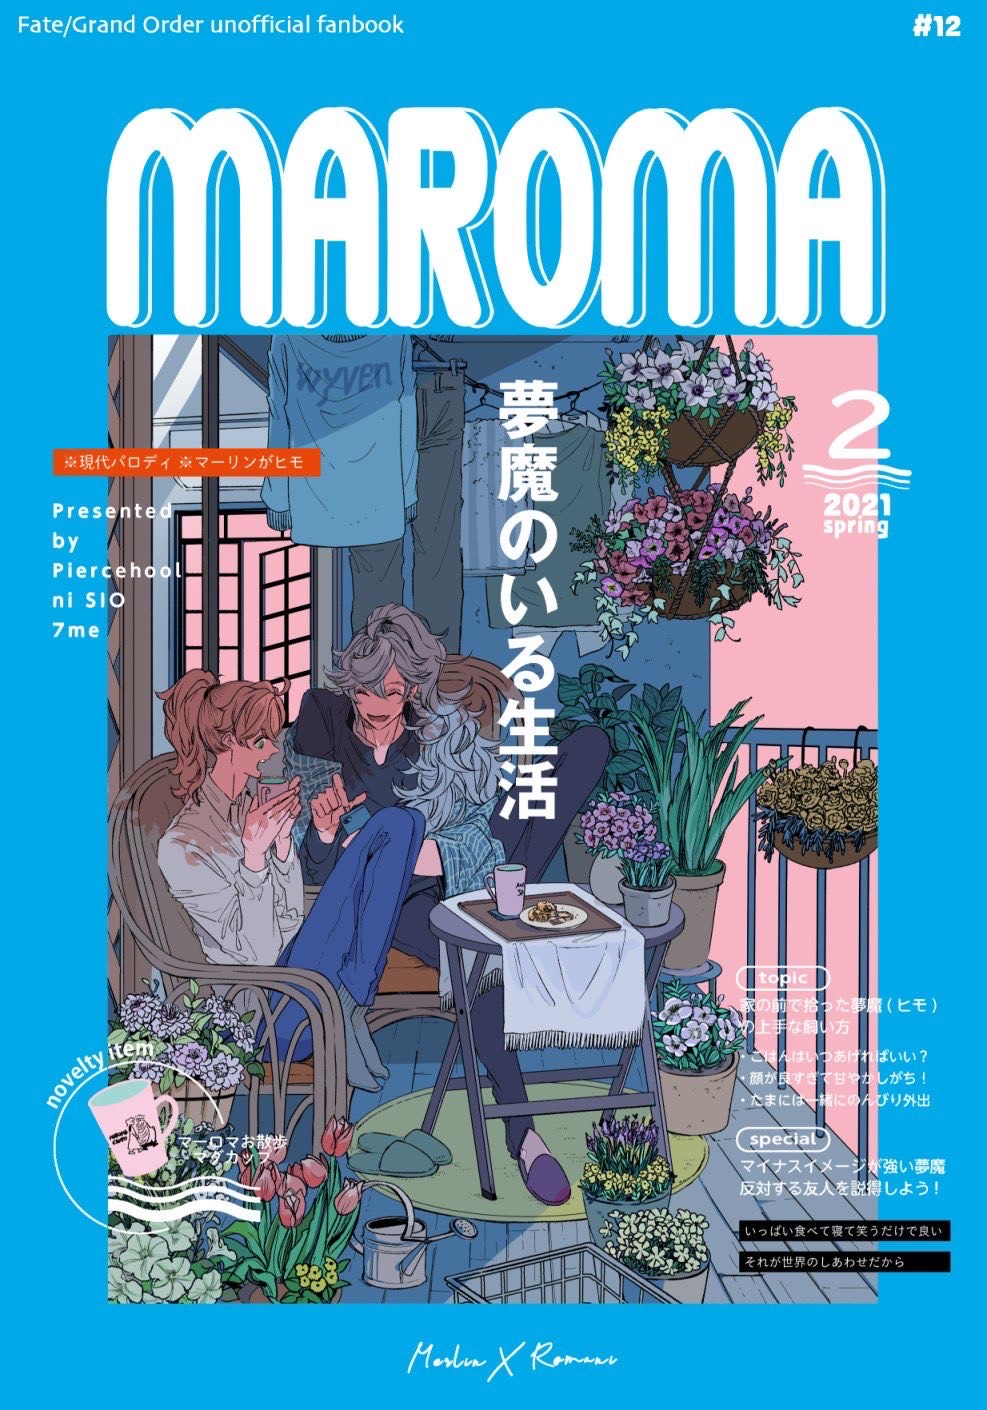 Fate/Grand Order unofficial fanbook
#12
MAROMA
wyven
夢魔のいる生活
2
2021
spring
※現代パロディ ※マーリンがヒモ
Presented
by
Piercehool
ni SIO
7me
topic
家の前で拾った夢魔(ヒモ)
の上手な飼い方
・ごはんはいつあげればいい?
・顔が良すぎて甘やかしがち!
・たまには一緒にのんびり外出
special
マイナスイメージが強い夢魔
反対する友人を説得しよう!
いっぱい食べて寝て笑うだけで良い
それが世界のしあわせだから
novelty item
マーロマお散歩
マグカップ
Merlin X Romani